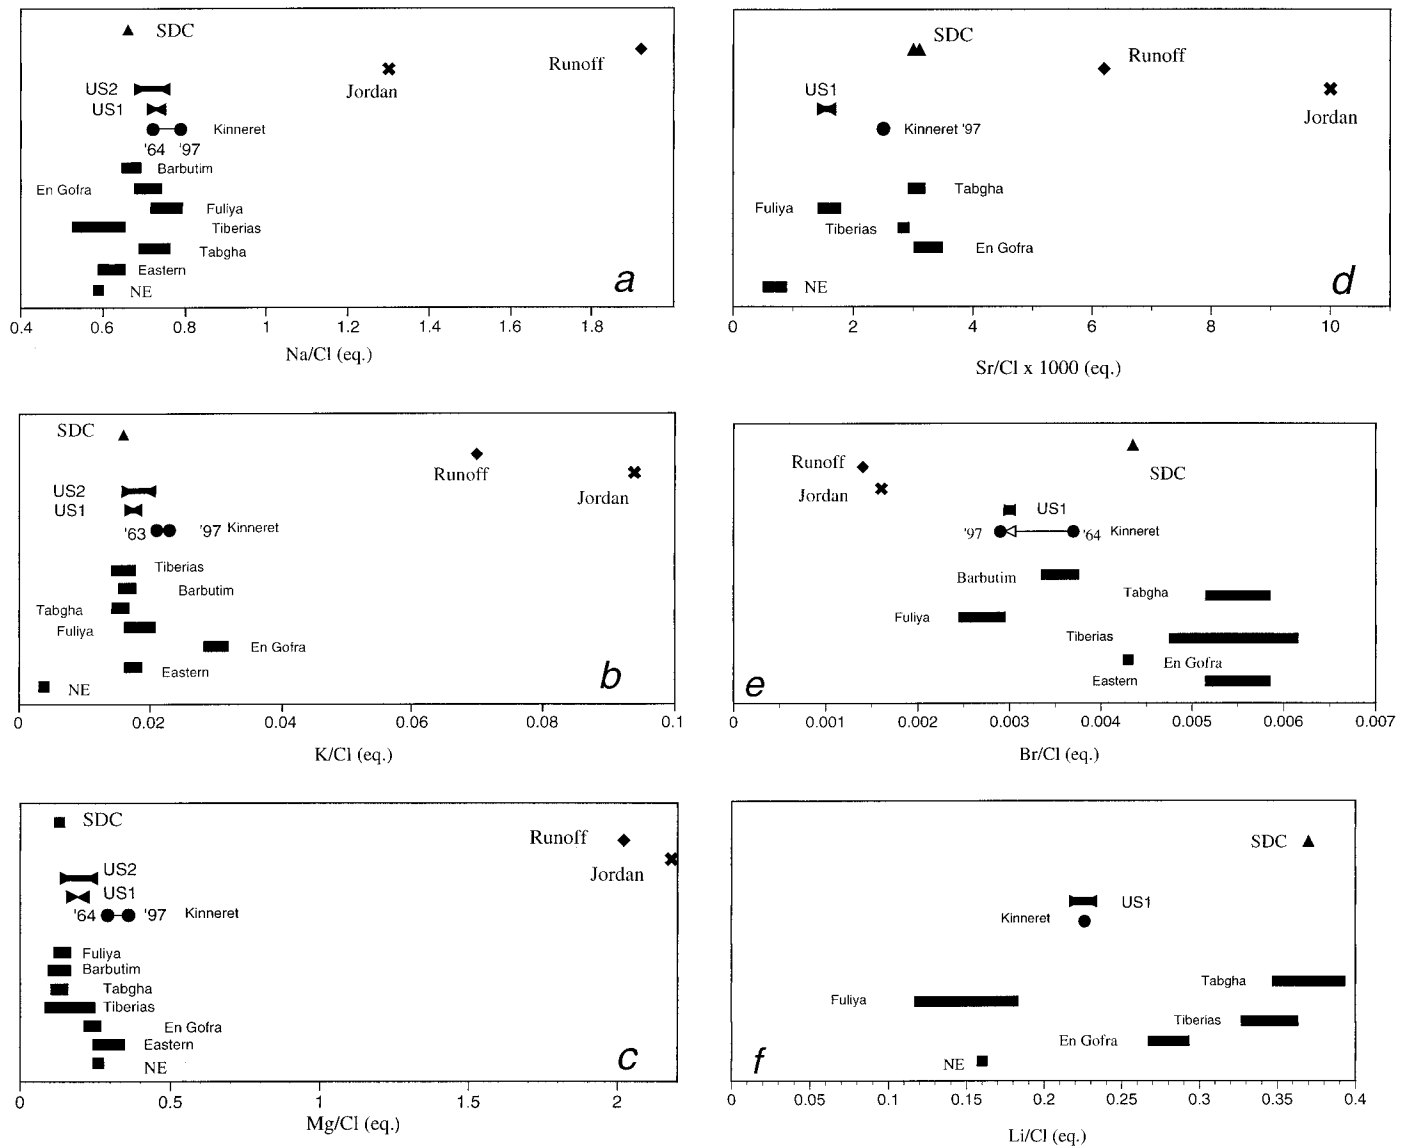 SDC
Runoff
Jordan
US2
US1
Kinneret
'64 '97
Barbutim
En Gofra
Fuliya
Tiberias
Tabgha
Eastern
NE
a
0.4 0.6 0.8 1 1.2 1.4 1.6 1.8
Na/Cl (eq.)
SDC
Runoff
US1
Jordan
Kinneret '97
Tabgha
Fuliya
Tiberias
En Gofra
NE
d
0 2 4 6 8 10
Sr/Cl x 1000 (eq.)
SDC
Runoff
US2
Jordan
US1
'63 '97 Kinneret
Tiberias
Barbutim
Tabgha
Fuliya
En Gofra
Eastern
NE
b
0 0.02 0.04 0.06 0.08 0.1
K/Cl (eq.)
Runoff
SDC
Jordan
US1
'97 '64 Kinneret
Barbutim
Tabgha
Fuliya
Tiberias
En Gofra
Eastern
e
0 0.001 0.002 0.003 0.004 0.005 0.006 0.007
Br/Cl (eq.)
SDC
Runoff
US2
Jordan
US1
'64 '97 Kinneret
Fuliya
Barbutim
Tabgha
Tiberias
En Gofra
Eastern
NE
c
0 0.5 1 1.5 2
Mg/Cl (eq.)
SDC
US1
Kinneret
Tabgha
Fuliya
Tiberias
En Gofra
NE
f
0 0.05 0.1 0.15 0.2 0.25 0.3 0.35 0.4
Li/Cl (eq.)